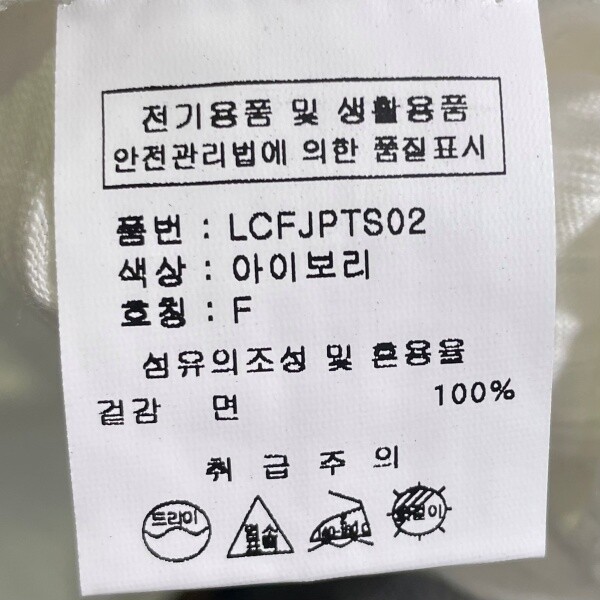 전기용품 및 생활용품
안전관리법에 의한 품질표시
품번 : LCFJPTS02
색상 : 아이보리
호칭 : F
섬유의조성 및 혼용율
겉감 면 100%
취 급 주 의
드라이